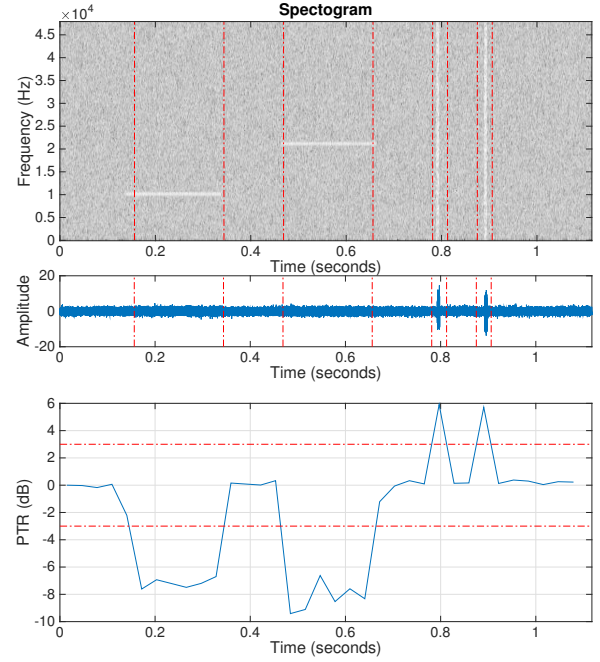 Spectogram
×10⁴
Frequency (Hz)
4.5
4
3.5
3
2.5
2
1.5
1
0.5
0
0 0.2 0.4 0.6 0.8 1
Time (seconds)
Amplitude
20
0
-20
0 0.2 0.4 0.6 0.8 1
Time (seconds)
PTR (dB)
6
4
2
0
-2
-4
-6
-8
-10
0 0.2 0.4 0.6 0.8 1
Time (seconds)